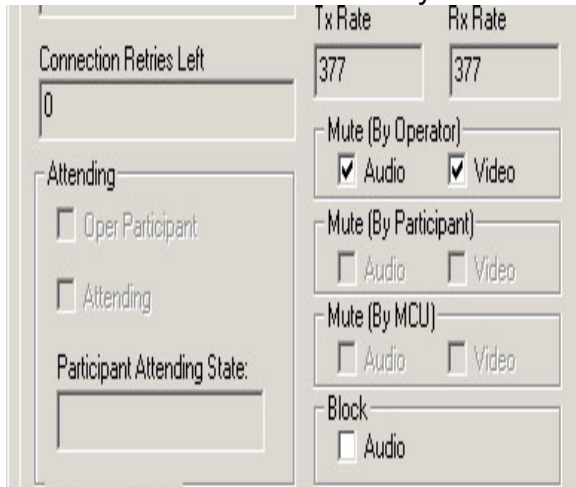 Tx Rate Rx Rate
Connection Retries Left
377 377
0
Mute (By Operator)
Audio Video
Attending
Oper Participant
Attending
Participant Attending State:
Mute (By Participant)
Audio Video
Mute (By MCU)
Audio Video
Block
Audio